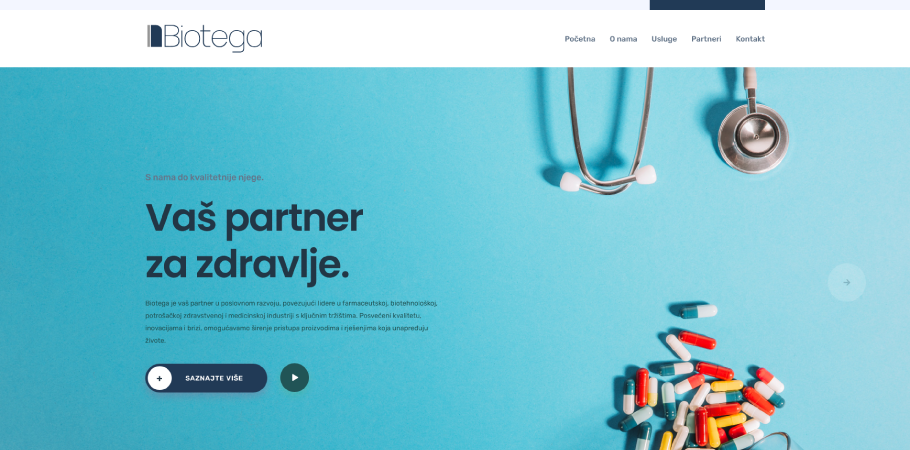 Biotega
Početna O nama Usluge Partneri Kontakt
S nama do kvalitetnije njege.
Vaš partner
za zdravlje.
Biotega je vaš partner u poslovnom razvoju, povezujući lidere u farmaceutskoj, biotehnološkoj,
potrošačkoj zdravstvenoj i medicinskoj industriji s ključnim tržištima. Posvećeni kvalitetu,
inovacijama i brizi, omogućavamo širenje pristupa proizvodima i rješenjima koja unapređuju
živote.
SAZNAJTE VIŠE